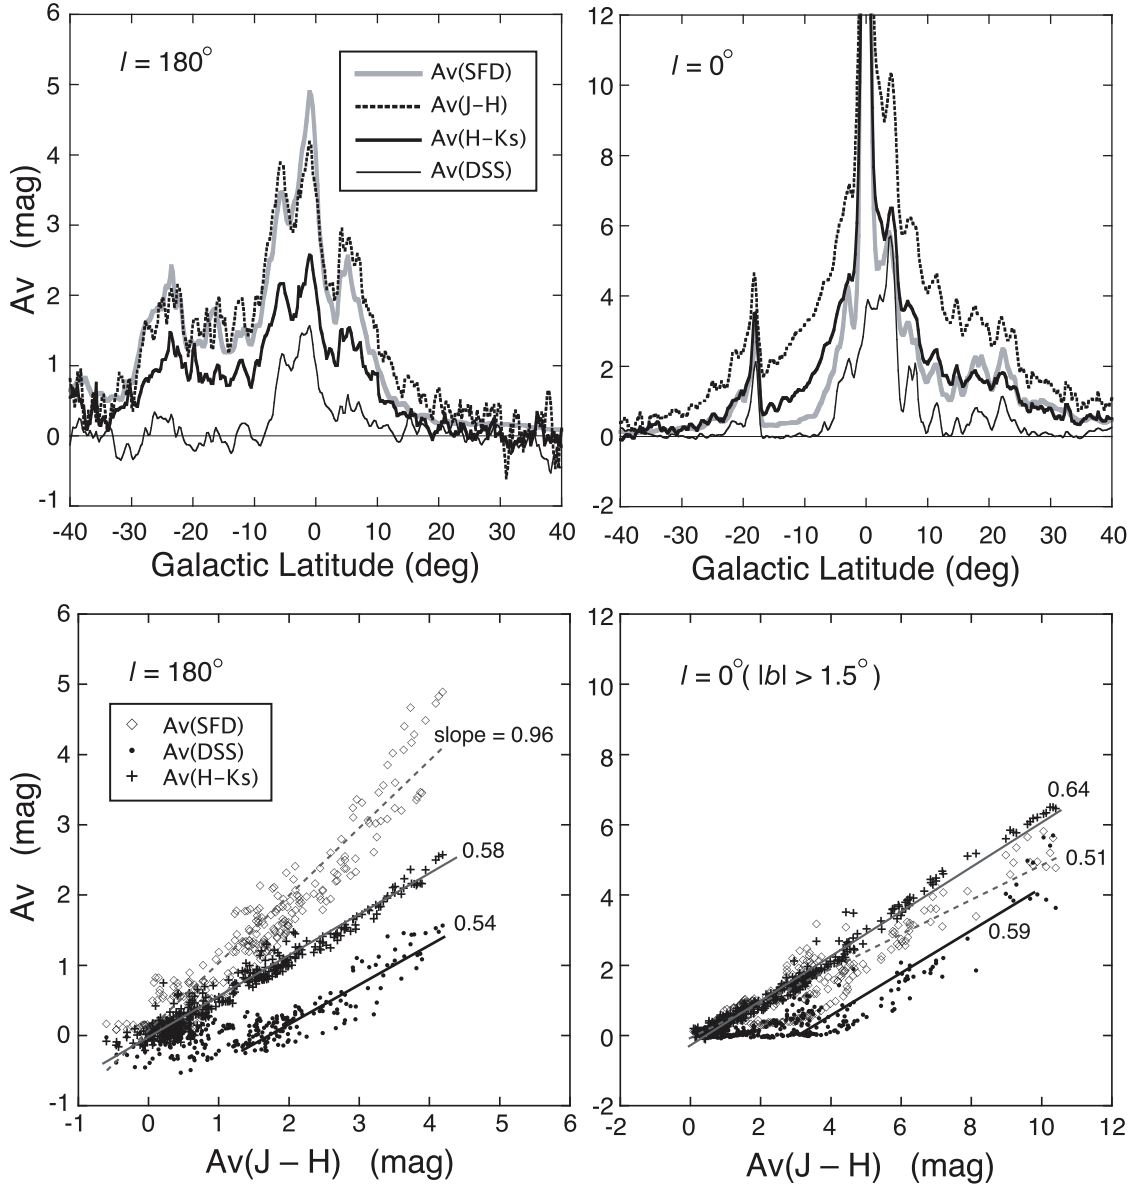 l = 180°
Av(SFD)
Av(J–H)
Av(H–Ks)
Av(DSS)
Av (mag)
6
5
4
3
2
1
0
-1
-40 -30 -20 -10 0 10 20 30 40
Galactic Latitude (deg)
l = 0°
12
10
8
6
4
2
0
-2
-40 -30 -20 -10 0 10 20 30 40
Galactic Latitude (deg)
l = 180°
Av(SFD)
Av(DSS)
Av(H–Ks)
slope = 0.96
0.58
0.54
Av (mag)
6
5
4
3
2
1
0
-1
-1 0 1 2 3 4 5 6
Av(J – H) (mag)
l = 0° ( |b| > 1.5° )
0.64
0.51
0.59
12
10
8
6
4
2
0
-2
-2 0 2 4 6 8 10 12
Av(J – H) (mag)